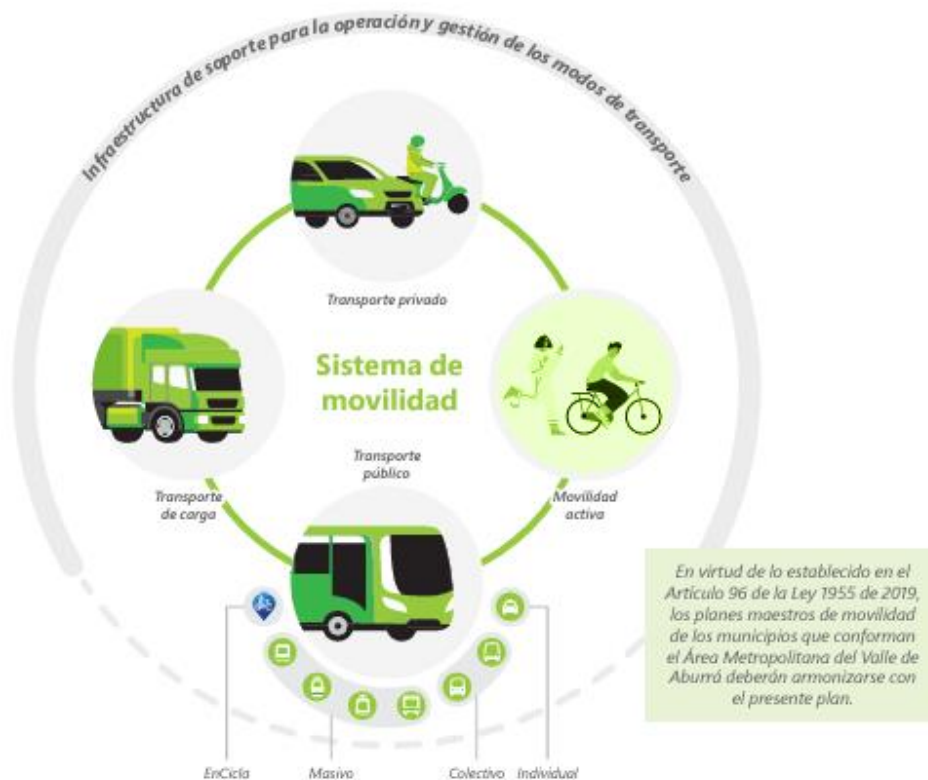 Infraestructura de soporte para la operación y gestión de los modos de transporte
Transporte privado
Sistema de
movilidad
Transporte
público
Transporte
de carga
Movilidad
activa
En virtud de lo establecido en el
Artículo 96 de la Ley 1955 de 2019,
los planes maestros de movilidad
de los municipios que conforman
el Área Metropolitana del Valle de
Aburrá deberán armonizarse con
el presente plan.
EnCicla
Masivo
Colectivo
Individual